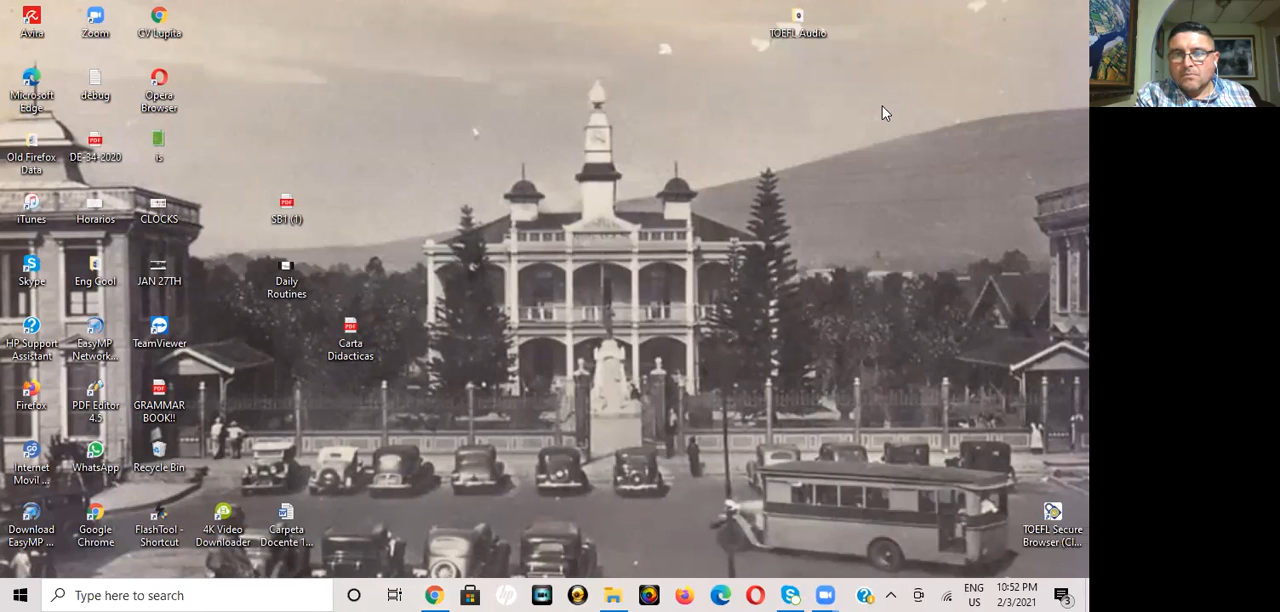 Avira
Zoom
CV Lupita
TOEFL Audio
Microsoft
Edge
debug
Opera
Browser
Old Firefox
Data
DE-34-2020
is
iTunes
Horarios
CLOCKS
SB1 (1)
Skype
Eng Cool
JAN 27TH
Daily
Routines
HP Support
Assistant
EasyMP
Network...
TeamViewer
Carta
Didacticas
Firefox
PDF Editor
4.5
GRAMMAR
BOOK!!
Internet
Movil ...
WhatsApp
Recycle Bin
Download
EasyMP ...
Google
Chrome
FlashTool -
Shortcut
4K Video
Downloader
Carpeta
Docente 1...
TOEFL Secure
Browser (Cl...
Type here to search
ENG
US
10:52 PM
2/3/2021
3